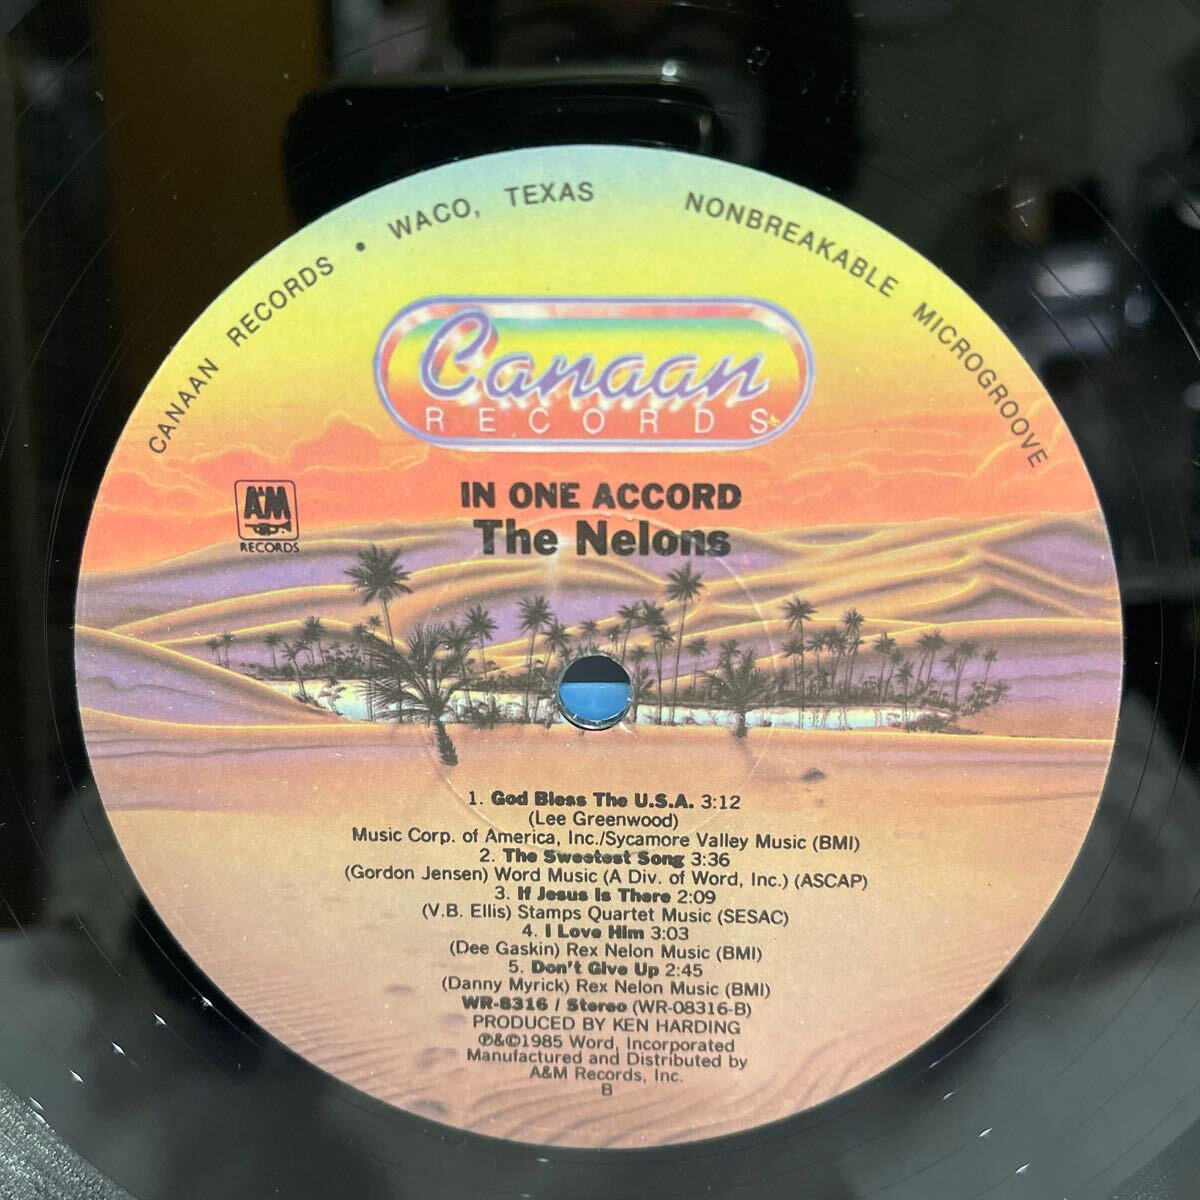 CANAAN RECORDS • WACO, TEXAS NONBREAKABLE MICROGROOVE
Canaan
RECORDS
A&M
RECORDS
IN ONE ACCORD
The Nelons
1. God Bless The U.S.A. 3:12
(Lee Greenwood)
Music Corp. of America, Inc./Sycamore Valley Music (BMI)
2. The Sweetest Song 3:36
(Gordon Jensen) Word Music (A Div. of Word, Inc.) (ASCAP)
3. If Jesus Is There 2:09
(V.B. Ellis) Stamps Quartet Music (SESAC)
4. I Love Him 3:03
(Dee Gaskin) Rex Nelon Music (BMI)
5. Don't Give Up 2:45
(Danny Myrick) Rex Nelon Music (BMI)
WR-8316 / Stereo (WR-08316-B)
PRODUCED BY KEN HARDING
℗&©1985 Word, Incorporated
Manufactured and Distributed by
A&M Records, Inc.
B